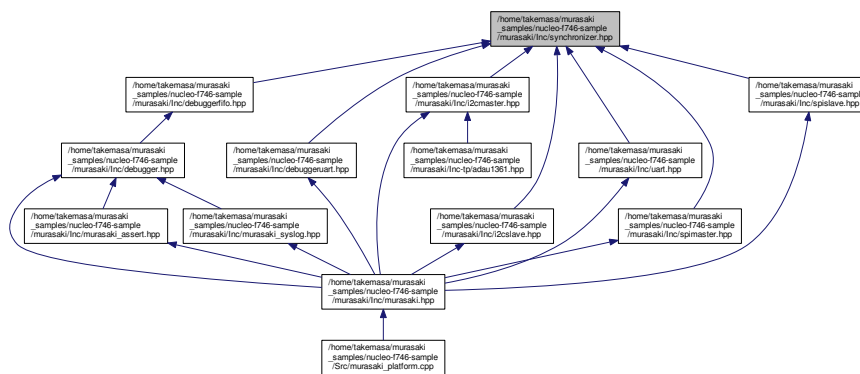 /home/takemasa/murasaki
_samples/nucleo-f746-sample
/murasaki/Inc/synchronizer.hpp
/home/takemasa/murasaki
_samples/nucleo-f746-sample
/murasaki/Inc/debuggerfifo.hpp
/home/takemasa/murasaki
_samples/nucleo-f746-sample
/murasaki/Inc/i2cmaster.hpp
/home/takemasa/murasaki
_samples/nucleo-f746-sample
/murasaki/Inc/spislave.hpp
/home/takemasa/murasaki
_samples/nucleo-f746-sample
/murasaki/Inc/debugger.hpp
/home/takemasa/murasaki
_samples/nucleo-f746-sample
/murasaki/Inc/debuggeruart.hpp
/home/takemasa/murasaki
_samples/nucleo-f746-sample
/murasaki/Inc-tp/adau1361.hpp
/home/takemasa/murasaki
_samples/nucleo-f746-sample
/murasaki/Inc/uart.hpp
/home/takemasa/murasaki
_samples/nucleo-f746-sample
/murasaki/Inc/murasaki_assert.hpp
/home/takemasa/murasaki
_samples/nucleo-f746-sample
/murasaki/Inc/murasaki_syslog.hpp
/home/takemasa/murasaki
_samples/nucleo-f746-sample
/murasaki/Inc/i2cslave.hpp
/home/takemasa/murasaki
_samples/nucleo-f746-sample
/murasaki/Inc/spimaster.hpp
/home/takemasa/murasaki
_samples/nucleo-f746-sample
/murasaki/Inc/murasaki.hpp
/home/takemasa/murasaki
_samples/nucleo-f746-sample
/Src/murasaki_platform.cpp